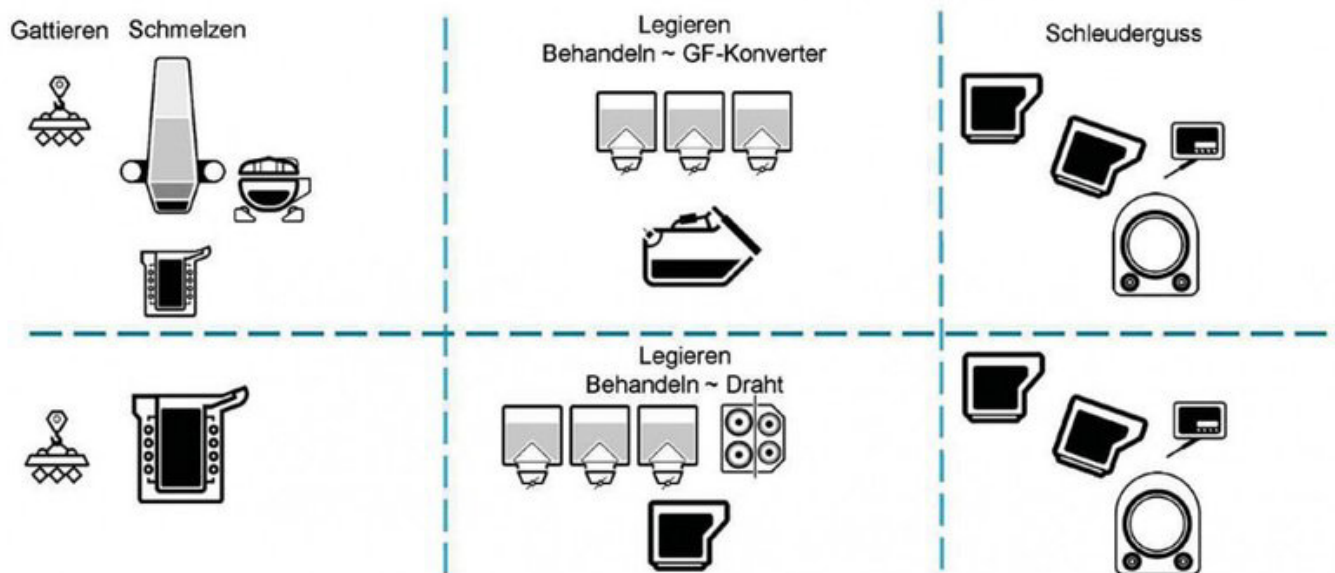 Gattieren Schmelzen
Legieren
Behandeln ~ GF-Konverter
Schleuderguss
Legieren
Behandeln ~ Draht